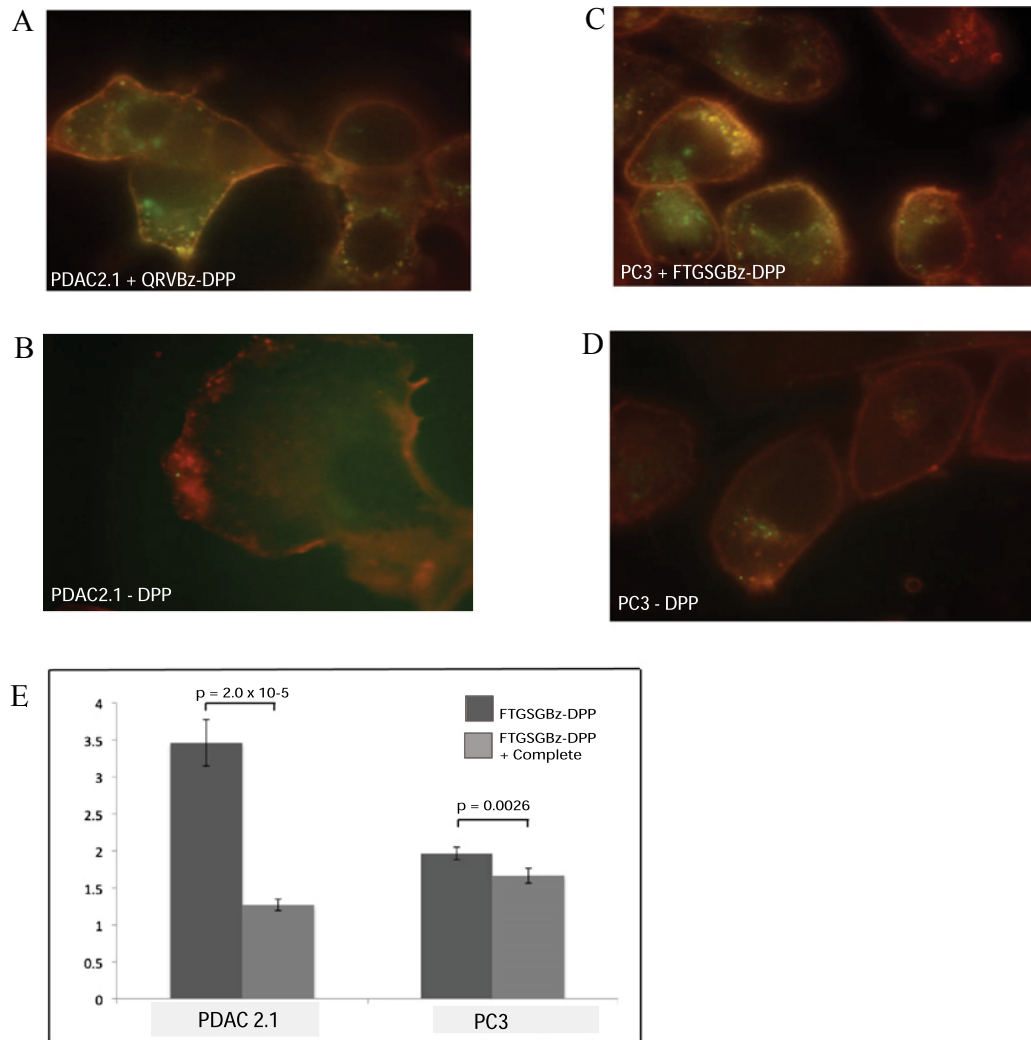 A
PDAC2.1 + QRVBz-DPP
C
PC3 + FTGSGBz-DPP
B
PDAC2.1 - DPP
D
PC3 - DPP
E
p = 2.0 x 10-5
FTGSGBz-DPP
FTGSGBz-DPP
+ Complete
p = 0.0026
4
3.5
3
2.5
2
1.5
1
0.5
0
PDAC 2.1
PC3